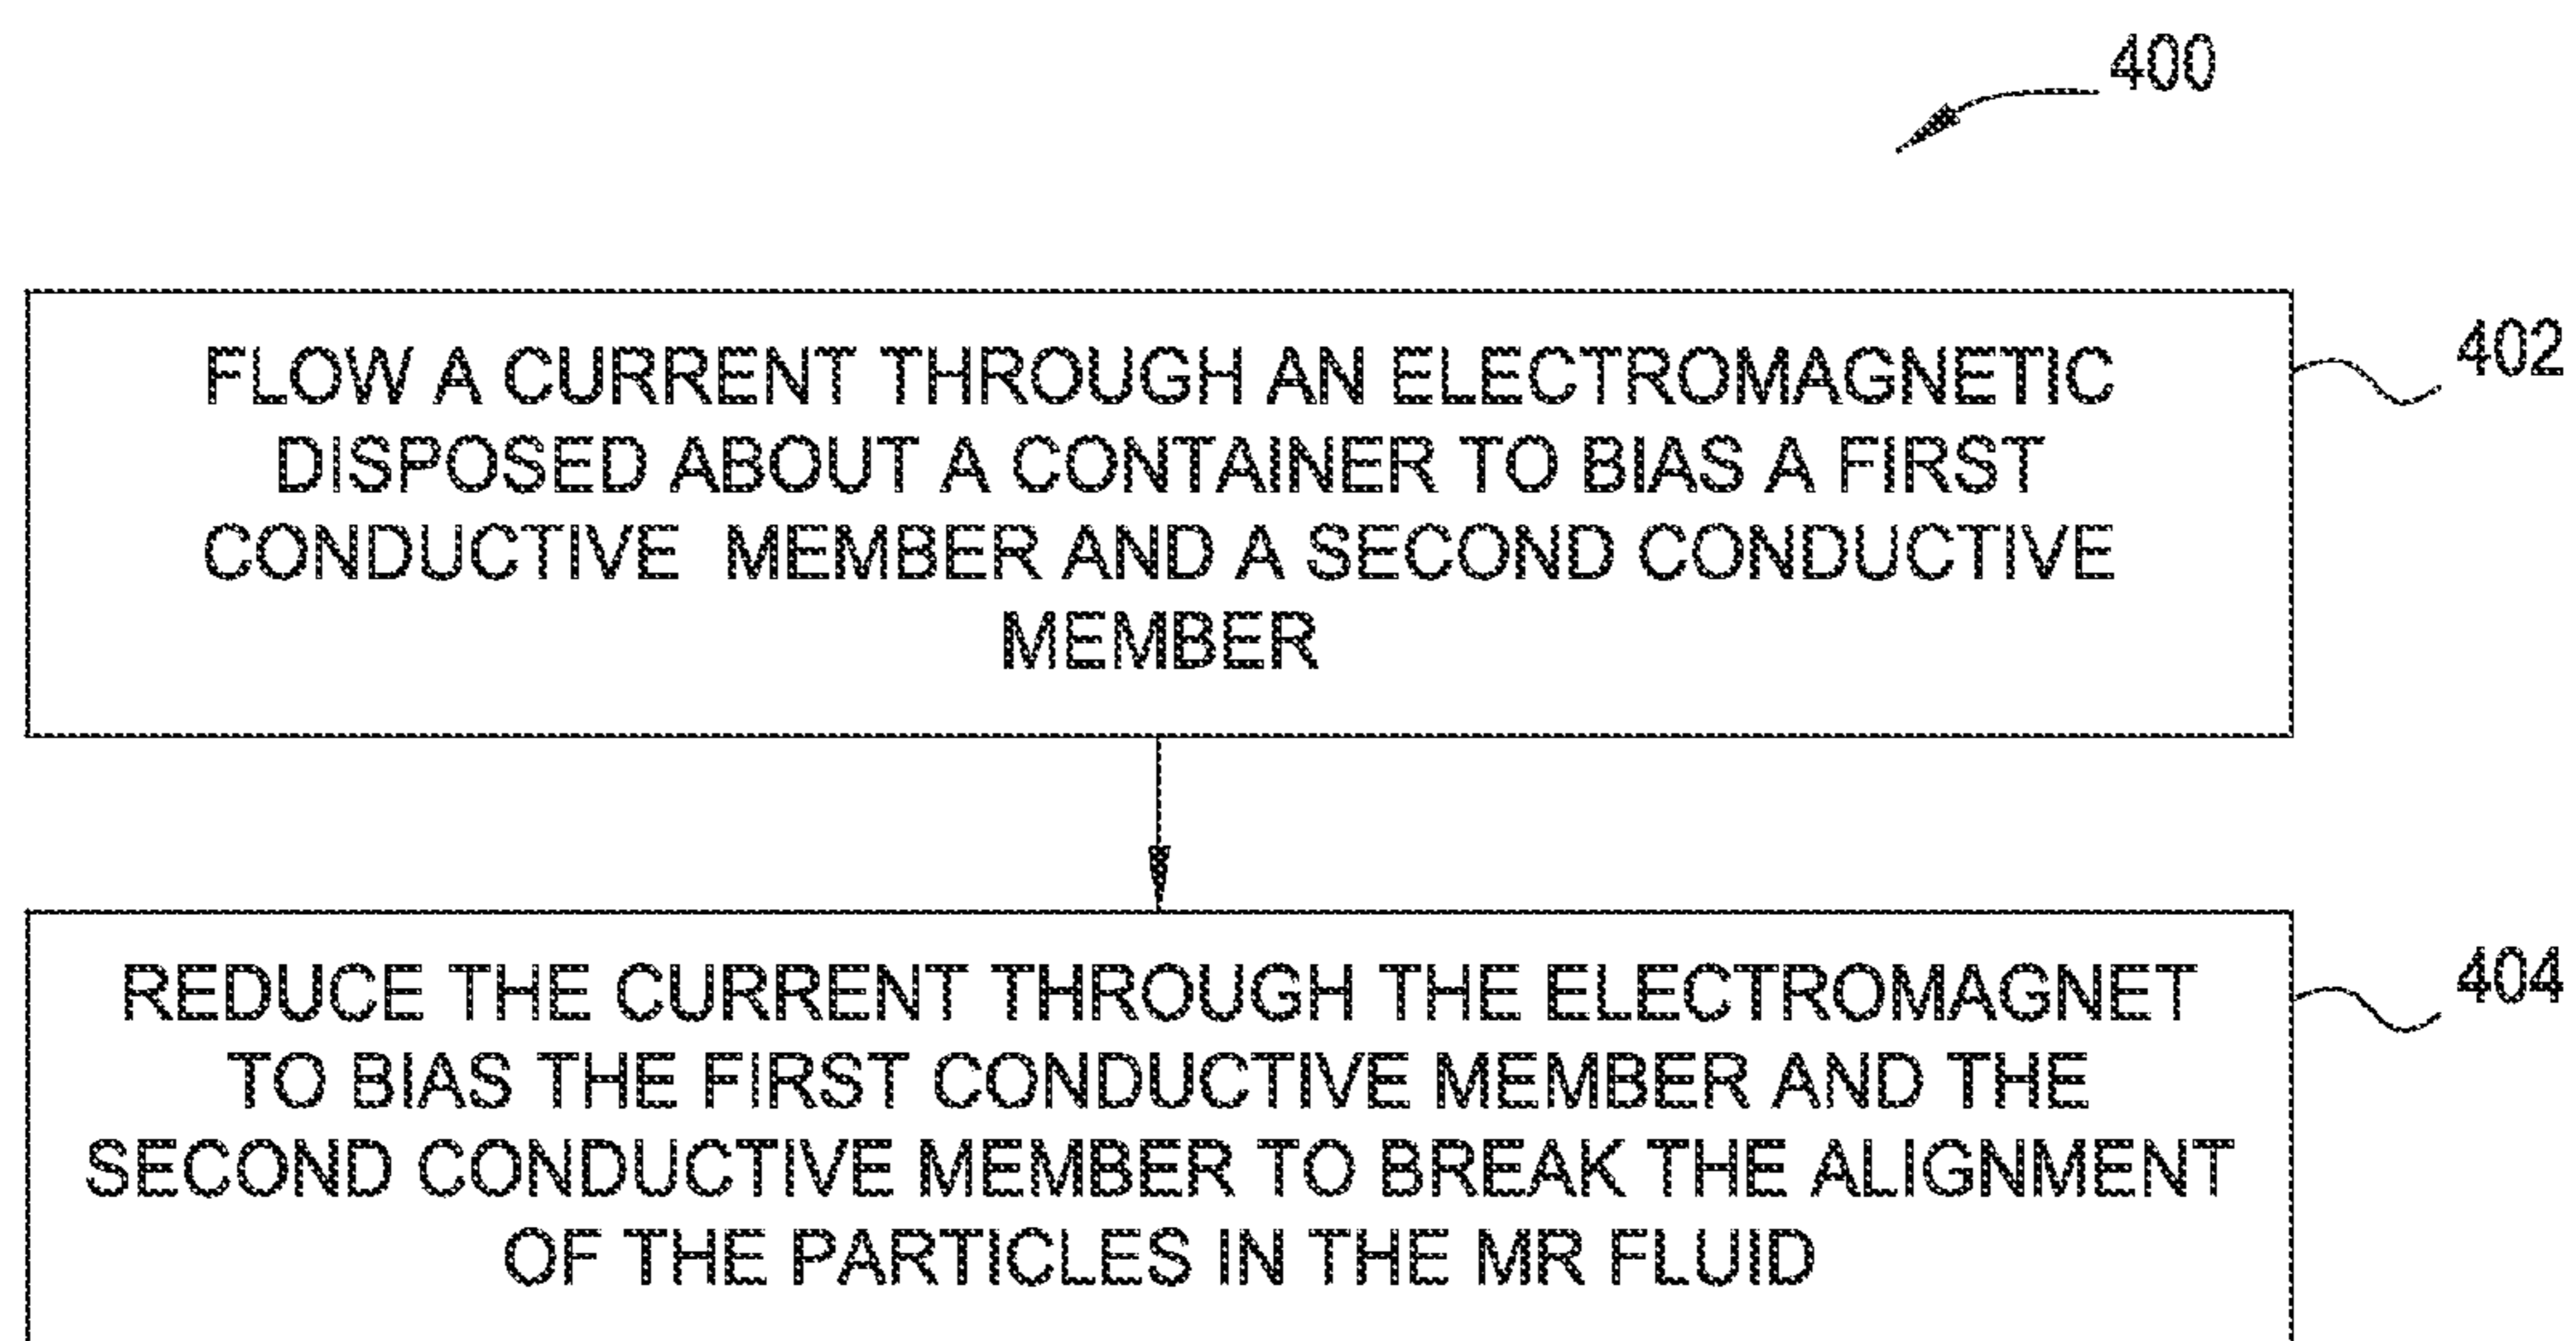 400
FLOW A CURRENT THROUGH AN ELECTROMAGNETIC
DISPOSED ABOUT A CONTAINER TO BIAS A FIRST
CONDUCTIVE MEMBER AND A SECOND CONDUCTIVE
MEMBER
402
REDUCE THE CURRENT THROUGH THE ELECTROMAGNET
TO BIAS THE FIRST CONDUCTIVE MEMBER AND THE
SECOND CONDUCTIVE MEMBER TO BREAK THE ALIGNMENT
OF THE PARTICLES IN THE MR FLUID
404